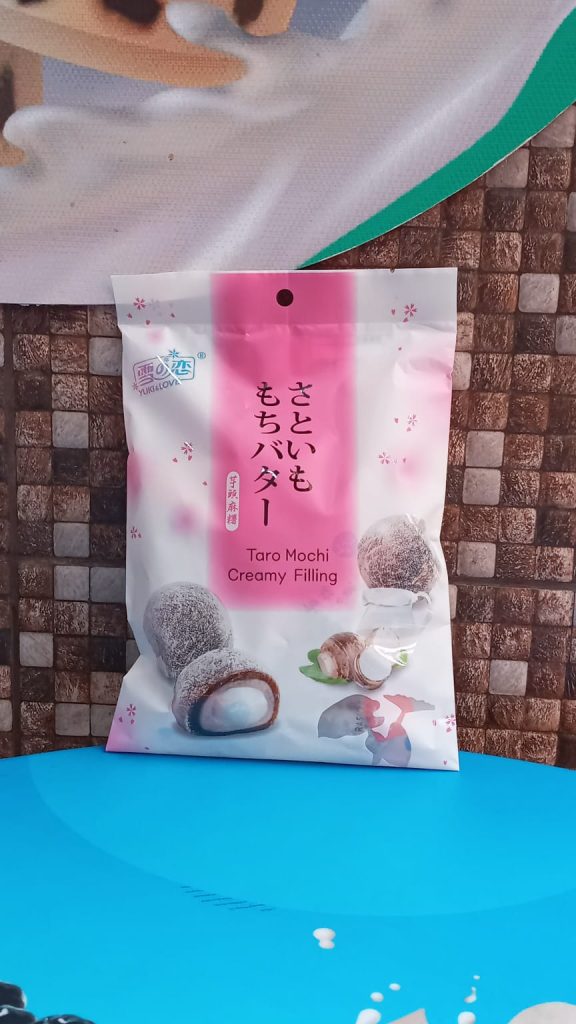 雪の恋
®
YUKI & LOVE
さといも
もちバター
芋頭麻糬
Taro Mochi
Creamy Filling